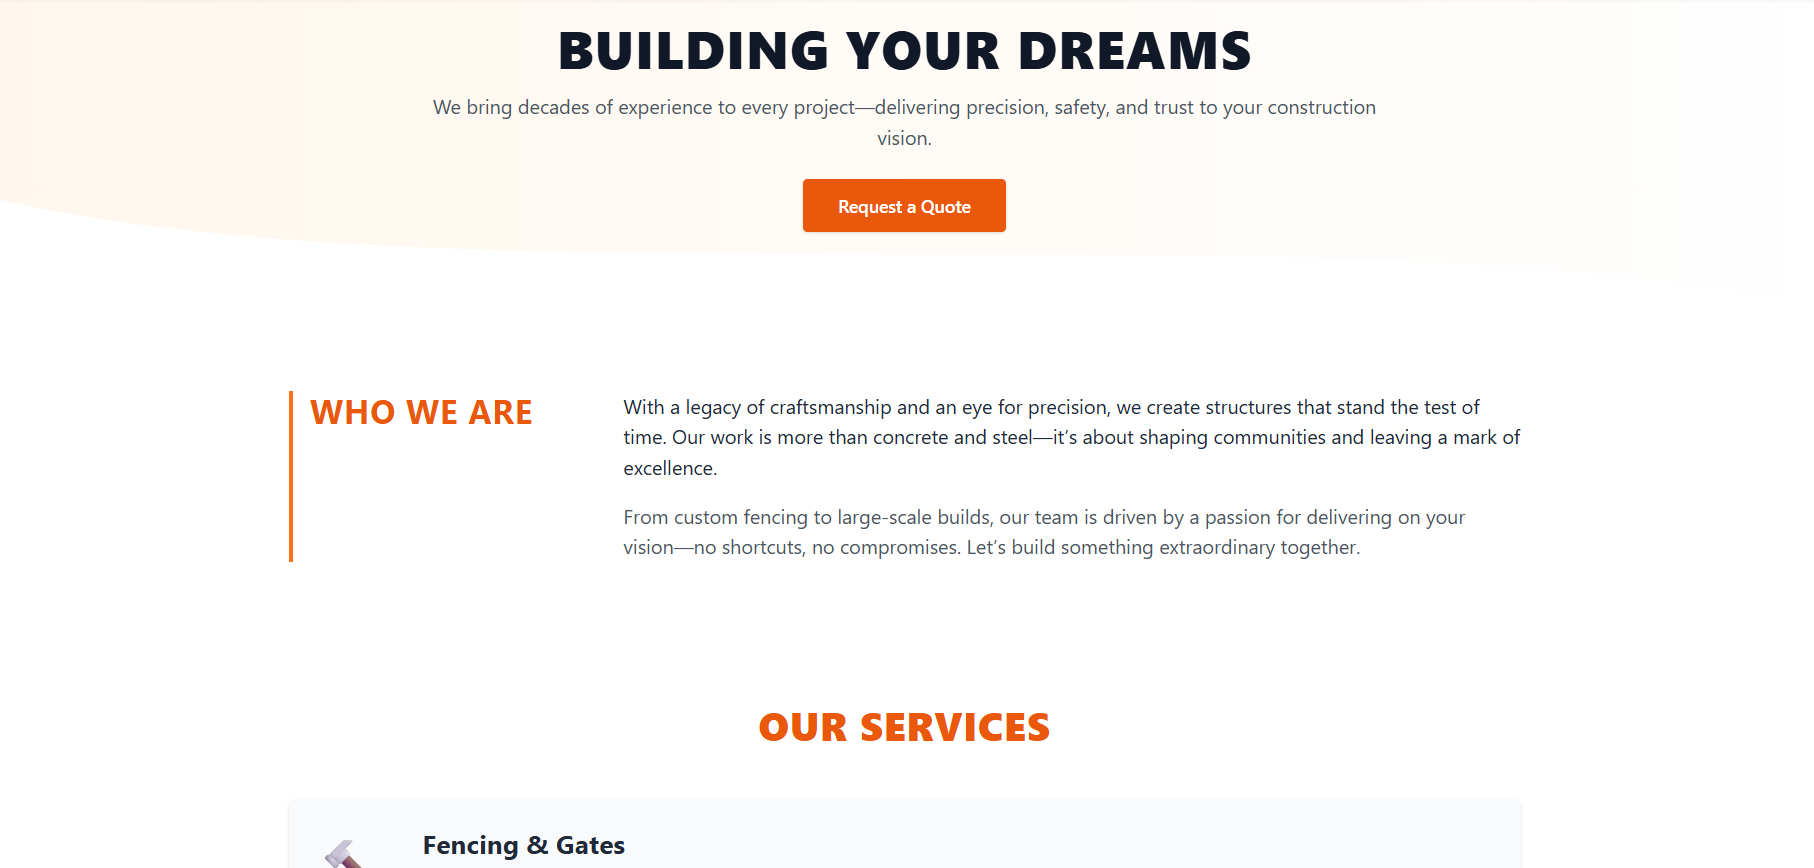 BUILDING YOUR DREAMS
We bring decades of experience to every project—delivering precision, safety, and trust to your construction
vision.
Request a Quote
WHO WE ARE
With a legacy of craftsmanship and an eye for precision, we create structures that stand the test of
time. Our work is more than concrete and steel—it’s about shaping communities and leaving a mark of
excellence.
From custom fencing to large-scale builds, our team is driven by a passion for delivering on your
vision—no shortcuts, no compromises. Let’s build something extraordinary together.
OUR SERVICES
Fencing & Gates